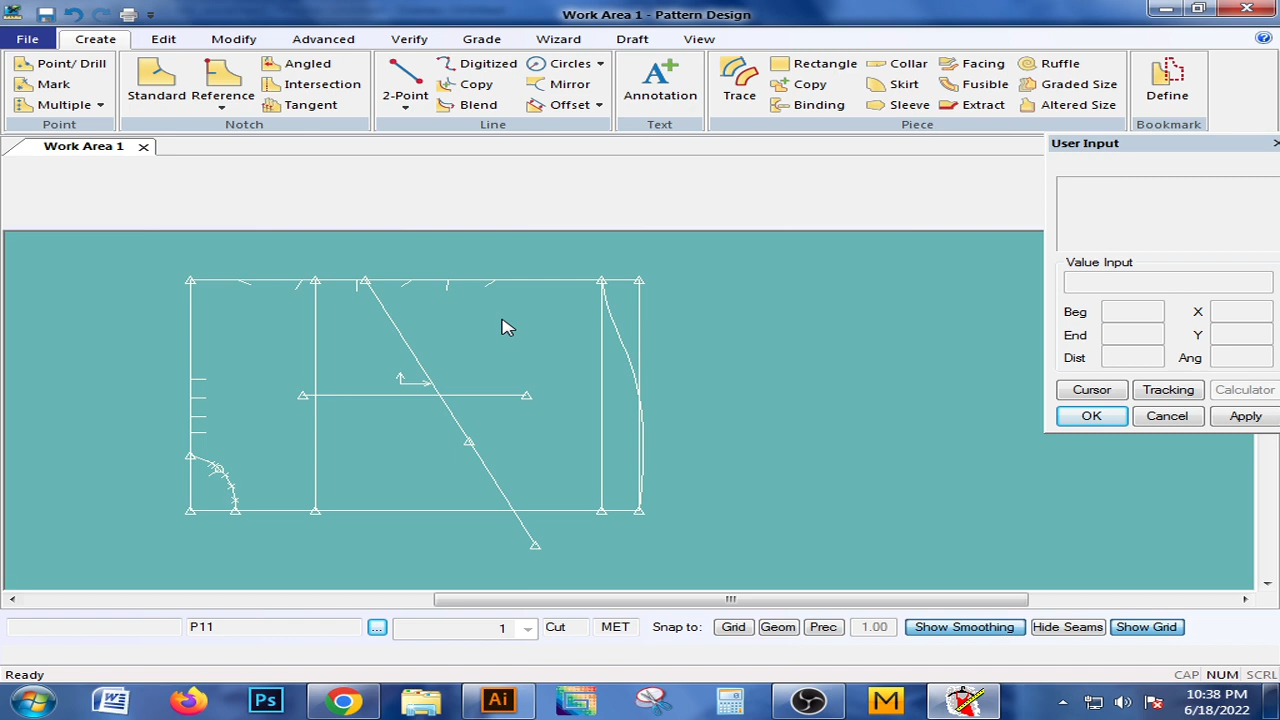 Work Area 1 - Pattern Design
File Create Edit Modify Advanced Verify Grade Wizard Draft View
Point/ Drill
Mark
Multiple
Point
Standard
Reference
Angled
Intersection
Tangent
Notch
2-Point
Digitized
Copy
Blend
Circles
Mirror
Offset
Line
Annotation
Text
Trace
Rectangle
Copy
Binding
Collar
Skirt
Sleeve
Facing
Fusible
Extract
Ruffle
Graded Size
Altered Size
Piece
Define
Bookmark
Work Area 1
User Input
Value Input
Beg X
End Y
Dist Ang
Cursor Tracking Calculator
OK Cancel Apply
P11 ... 1 Cut MET Snap to: Grid Geom Prec 1.00 Show Smoothing Hide Seams Show Grid
Ready CAP NUM SCRL
W Ps Ai M
10:38 PM
6/18/2022